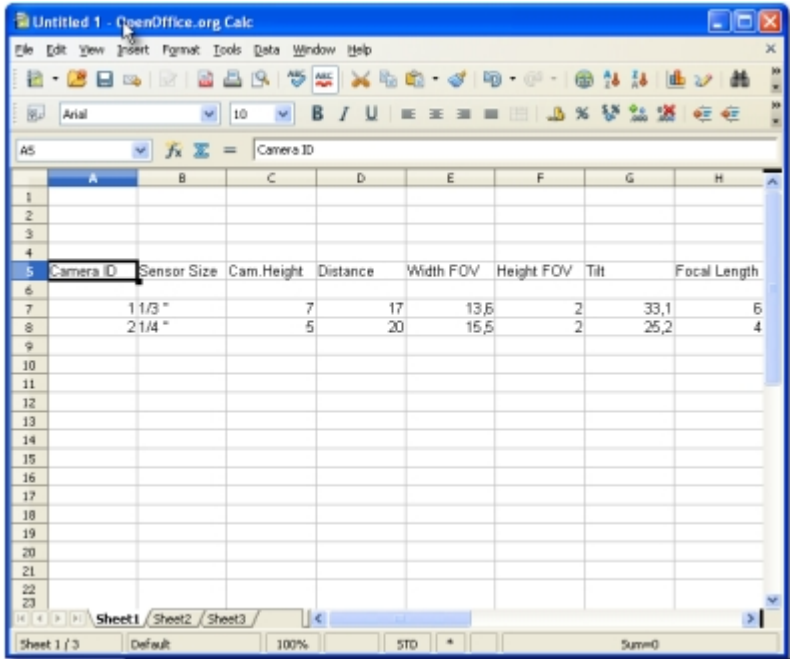 Untitled 1 - OpenOffice.org Calc
File Edit View Insert Format Tools Data Window Help
Arial 10 B I U
A5 = Camera ID
A B C D E F G H
1
2
3
4
5 Camera ID Sensor Size Cam.Height Distance Width FOV Height FOV Tilt Focal Length
6
7 1 1/3 " 7 17 13,6 2 33,1 6
8 2 1/4 " 5 20 15,5 2 25,2 4
9
10
11
12
13
14
15
16
17
18
19
20
21
22
23
Sheet1 Sheet2 Sheet3
Sheet 1 / 3 Default 100% STD * Sum=0